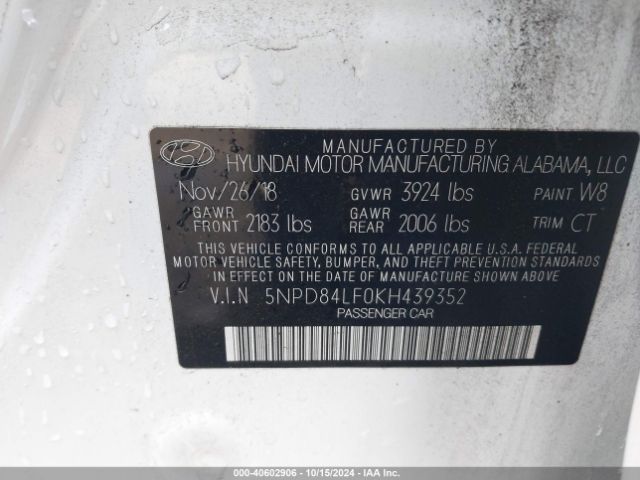 MANUFACTURED BY
HYUNDAI MOTOR MANUFACTURING ALABAMA, LLC
Nov/26/18 GVWR 3924 lbs PAINT W8
GAWR FRONT 2183 lbs GAWR REAR 2006 lbs TRIM CT
THIS VEHICLE CONFORMS TO ALL APPLICABLE U.S.A. FEDERAL
MOTOR VEHICLE SAFETY, BUMPER, AND THEFT PREVENTION STANDARDS
IN EFFECT ON THE DATE OF MANUFACTURE SHOWN ABOVE.
V.I.N 5NPD84LF0KH439352
PASSENGER CAR
000-40602906 - 10/15/2024 - IAA Inc.